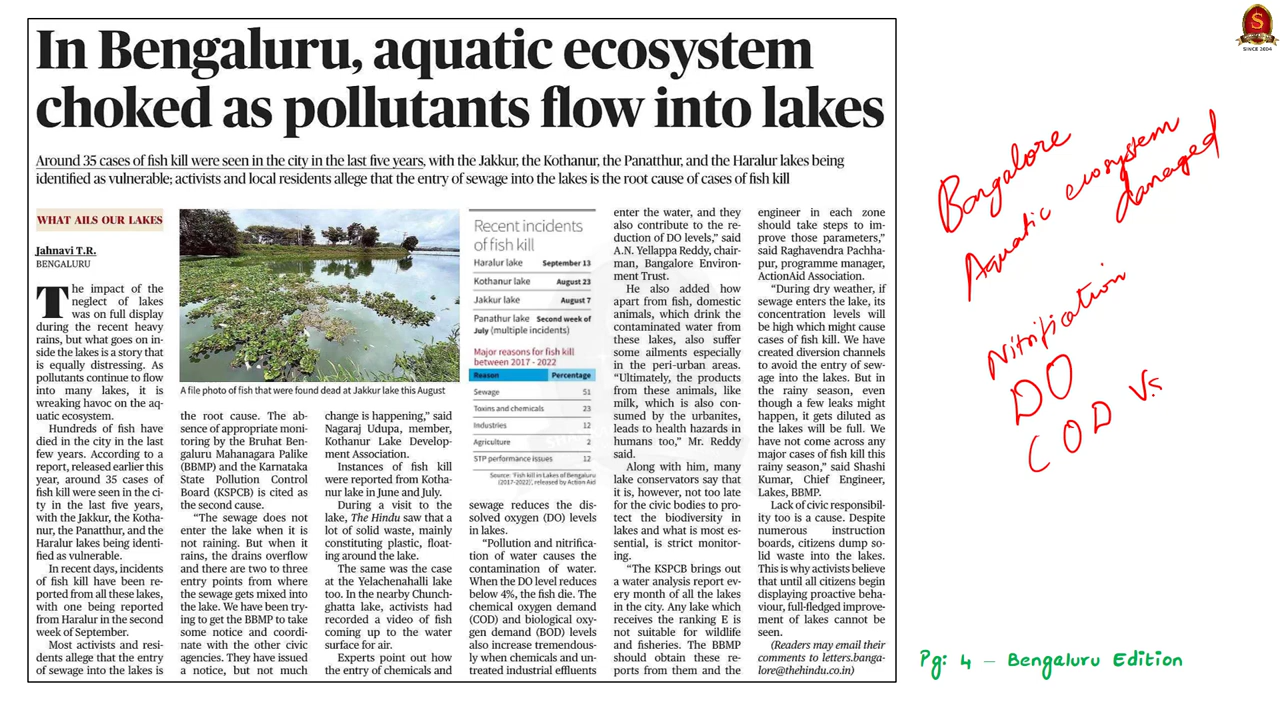 In Bengaluru, aquatic ecosystem
choked as pollutants flow into lakes
Around 35 cases of fish kill were seen in the city in the last five years, with the Jakkur, the Kothanur, the Panatthur, and the Haralur lakes being
identified as vulnerable; activists and local residents allege that the entry of sewage into the lakes is the root cause of cases of fish kill
WHAT AILS OUR LAKES
Jahnavi T.R.
BENGALURU
The impact of the
neglect of lakes
was on full display
during the recent heavy
rains, but what goes on in-
side the lakes is a story that
is equally distressing. As
pollutants continue to flow
into many lakes, it is
wreaking havoc on the aq-
uatic ecosystem.
Hundreds of fish have
died in the city in the last
few years. According to a
report, released earlier this
year, around 35 cases of
fish kill were seen in the ci-
ty in the last five years,
with the Jakkur, the Kotha-
nur, the Panatthur, and the
Haralur lakes being identi-
fied as vulnerable.
In recent days, incidents
of fish kill have been re-
ported from all these lakes,
with one being reported
from Haralur in the second
week of September.
Most activists and resi-
dents allege that the entry
of sewage into the lakes is
A file photo of fish that were found dead at Jakkur lake this August
the root cause. The ab-
sence of appropriate moni-
toring by the Bruhat Ben-
galuru Mahanagara Palike
(BBMP) and the Karnataka
State Pollution Control
Board (KSPCB) is cited as
the second cause.
"The sewage does not
enter the lake when it is
not raining. But when it
rains, the drains overflow
and there are two to three
entry points from where
the sewage gets mixed into
the lake. We have been try-
ing to get the BBMP to take
some notice and coordi-
nate with the other civic
agencies. They have issued
a notice, but not much
change is happening," said
Nagaraj Udupa, member,
Kothanur Lake Develop-
ment Association.
Instances of fish kill
were reported from Kotha-
nur lake in June and July.
During a visit to the
lake, The Hindu saw that a
lot of solid waste, mainly
constituting plastic, float-
ing around the lake.
The same was the case
at the Yelachenahalli lake
too. In the nearby Chunch-
ghatta lake, activists had
recorded a video of fish
coming up to the water
surface for air.
Experts point out how
the entry of chemicals and
Recent incidents
of fish kill
Haralur lake September 13
Kothanur lake August 23
Jakkur lake August 7
Panathur lake Second week of
July (multiple incidents)
Major reasons for fish kill
between 2017 - 2022
Reason Percentage
Sewage 51
Toxins and chemicals 23
Industries 12
Agriculture 2
STP performance issues 12
Source: 'Fish kill in Lakes of Bengaluru
(2017-2022)', released by Action Aid
sewage reduces the dis-
solved oxygen (DO) levels
in lakes.
"Pollution and nitrifica-
tion of water causes the
contamination of water.
When the DO level reduces
below 4%, the fish die. The
chemical oxygen demand
(COD) and biological oxy-
gen demand (BOD) levels
also increase tremendous-
ly when chemicals and un-
treated industrial effluents
enter the water, and they
also contribute to the re-
duction of DO levels," said
A.N. Yellappa Reddy, chair-
man, Bangalore Environ-
ment Trust.
He also added how
apart from fish, domestic
animals, which drink the
contaminated water from
these lakes, also suffer
some ailments especially
in the peri-urban areas.
"Ultimately, the products
from these animals, like
milk, which is also con-
sumed by the urbanites,
leads to health hazards in
humans too," Mr. Reddy
said.
Along with him, many
lake conservators say that
it is, however, not too late
for the civic bodies to pro-
tect the biodiversity in
lakes and what is most es-
sential, is strict monitor-
ing.
"The KSPCB brings out
a water analysis report ev-
ery month of all the lakes
in the city. Any lake which
receives the ranking E is
not suitable for wildlife
and fisheries. The BBMP
should obtain these re-
ports from them and the
engineer in each zone
should take steps to im-
prove those parameters,"
said Raghavendra Pachha-
pur, programme manager,
ActionAid Association.
"During dry weather, if
sewage enters the lake, its
concentration levels will
be high which might cause
cases of fish kill. We have
created diversion channels
to avoid the entry of sew-
age into the lakes. But in
the rainy season, even
though a few leaks might
happen, it gets diluted as
the lakes will be full. We
have not come across any
major cases of fish kill this
rainy season," said Shashi
Kumar, Chief Engineer,
Lakes, BBMP.
Lack of civic responsibil-
ity too is a cause. Despite
numerous instruction
boards, citizens dump so-
lid waste into the lakes.
This is why activists believe
that until all citizens begin
displaying proactive beha-
viour, full-fledged improve-
ment of lakes cannot be
seen.
(Readers may email their
comments to letters.banga-
lore@thehindu.co.in)
Bangalore
Aquatic ecosystem
damaged
Nitrification
DO
COD Vs
Pg: 4 – Bengaluru Edition
S
SINCE 2004